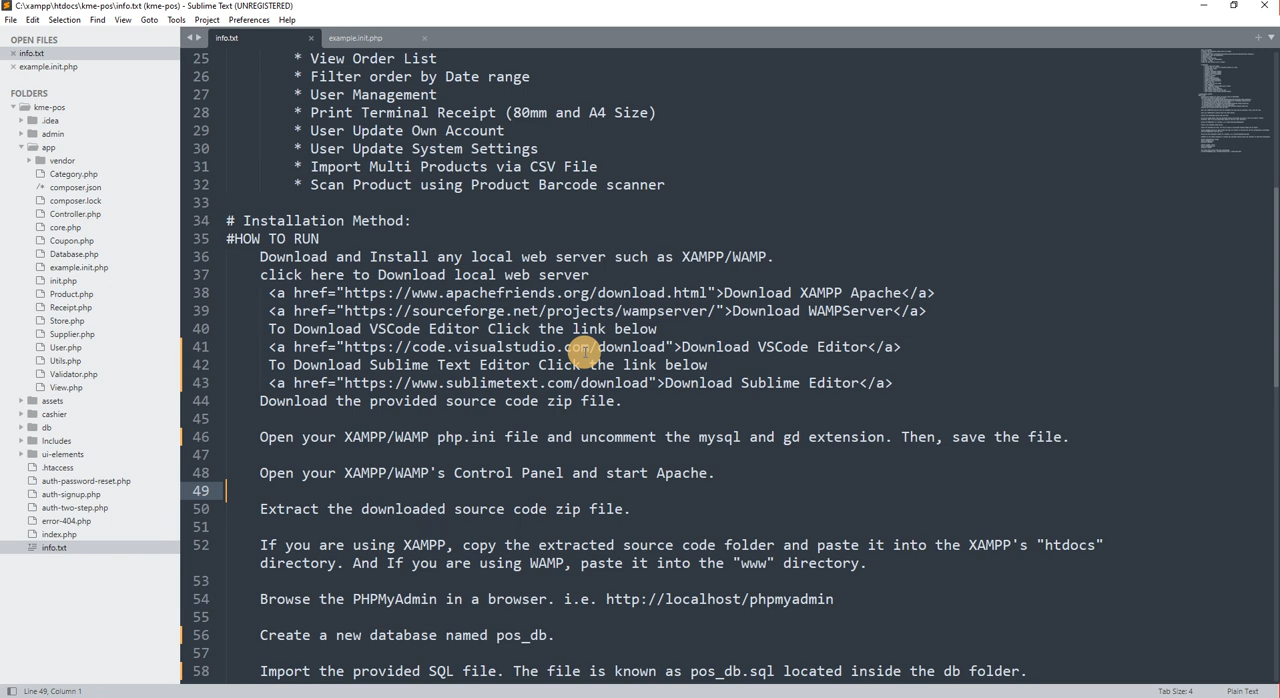 C:\xampp\htdocs\kme-pos\info.txt (kme-pos) - Sublime Text (UNREGISTERED)
File Edit Selection Find View Goto Tools Project Preferences Help
OPEN FILES
info.txt
example.init.php
FOLDERS
kme-pos
.idea
admin
app
vendor
Category.php
composer.json
composer.lock
Controller.php
core.php
Coupon.php
Database.php
example.init.php
init.php
Product.php
Receipt.php
Store.php
Supplier.php
User.php
Utils.php
Validator.php
View.php
assets
cashier
db
Includes
ui-elements
.htaccess
auth-password-reset.php
auth-signup.php
auth-two-step.php
error-404.php
index.php
info.txt
info.txt example.init.php
25 * View Order List
26 * Filter order by Date range
27 * User Management
28 * Print Terminal Receipt (80mm and A4 Size)
29 * User Update Own Account
30 * User Update System Settings
31 * Import Multi Products via CSV File
32 * Scan Product using Product Barcode scanner
33
34 # Installation Method:
35 #HOW TO RUN
36 Download and Install any local web server such as XAMPP/WAMP.
37 click here to Download local web server
38 <a href="https://www.apachefriends.org/download.html">Download XAMPP Apache</a>
39 <a href="https://sourceforge.net/projects/wampserver/">Download WAMPServer</a>
40 To Download VSCode Editor Click the link below
41 <a href="https://code.visualstudio.com/download">Download VSCode Editor</a>
42 To Download Sublime Text Editor Click the link below
43 <a href="https://www.sublimetext.com/download">Download Sublime Editor</a>
44 Download the provided source code zip file.
45
46 Open your XAMPP/WAMP php.ini file and uncomment the mysql and gd extension. Then, save the file.
47
48 Open your XAMPP/WAMP's Control Panel and start Apache.
49
50 Extract the downloaded source code zip file.
51
52 If you are using XAMPP, copy the extracted source code folder and paste it into the XAMPP's "htdocs"
directory. And If you are using WAMP, paste it into the "www" directory.
53
54 Browse the PHPMyAdmin in a browser. i.e. http://localhost/phpmyadmin
55
56 Create a new database named pos_db.
57
58 Import the provided SQL file. The file is known as pos_db.sql located inside the db folder.
Line 49, Column 1
Tab Size: 4
Plain Text